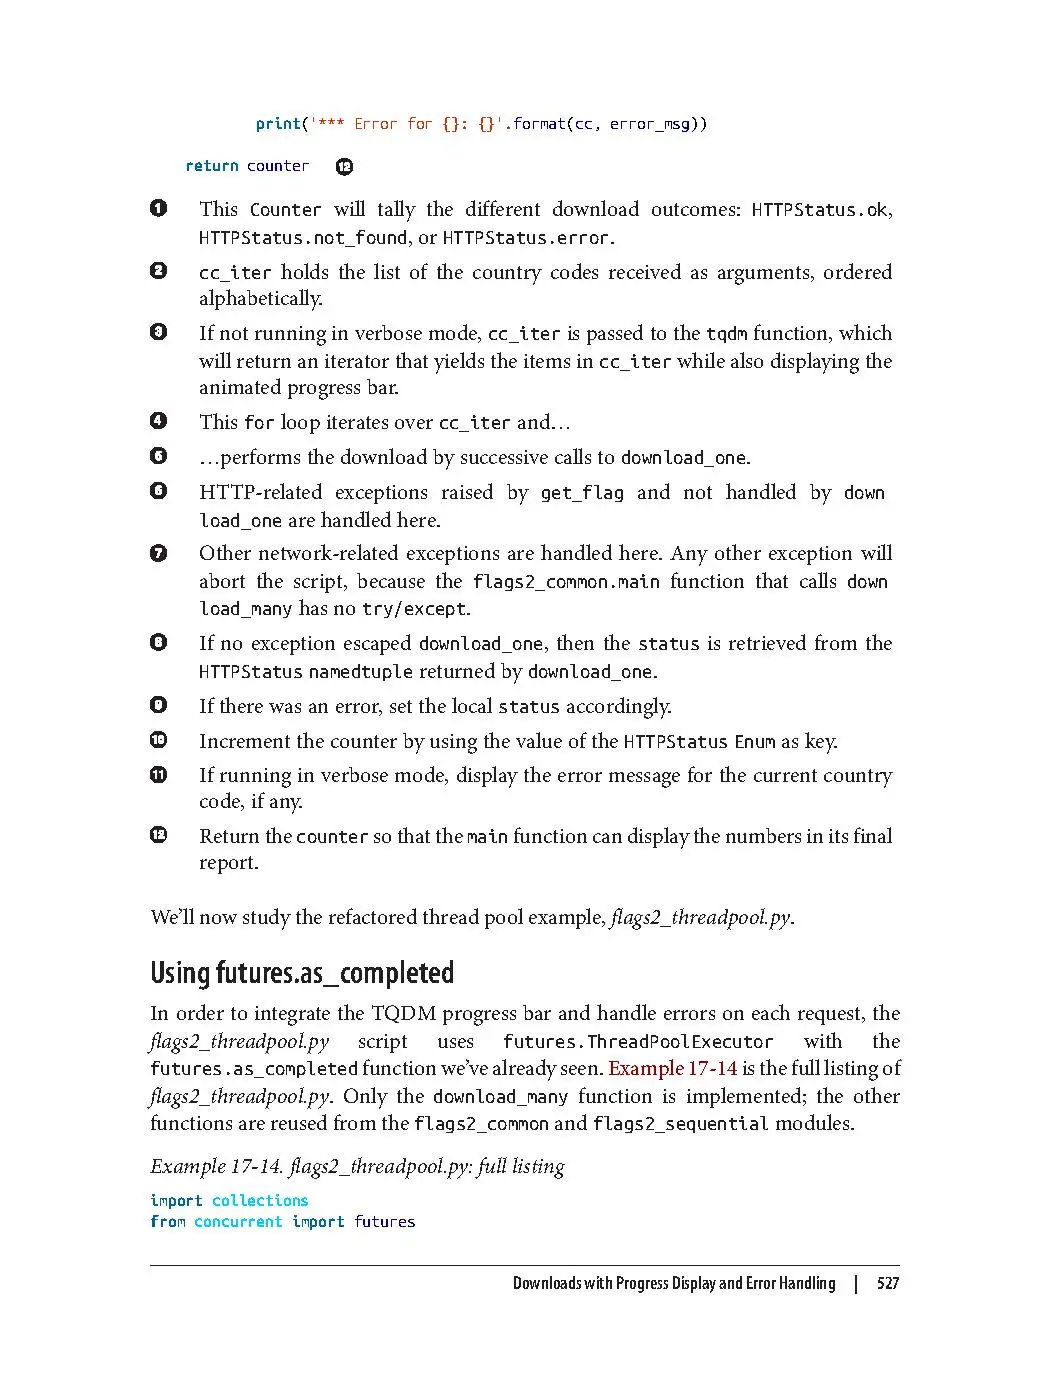 print('*** Error for {}: {}'.format(cc, error_msg))
return counter ⓬
❶ This Counter will tally the different download outcomes: HTTPStatus.ok,
HTTPStatus.not_found, or HTTPStatus.error.
❷ cc_iter holds the list of the country codes received as arguments, ordered
alphabetically.
❸ If not running in verbose mode, cc_iter is passed to the tqdm function, which
will return an iterator that yields the items in cc_iter while also displaying the
animated progress bar.
❹ This for loop iterates over cc_iter and…
❺ …performs the download by successive calls to download_one.
❻ HTTP-related exceptions raised by get_flag and not handled by down
load_one are handled here.
❼ Other network-related exceptions are handled here. Any other exception will
abort the script, because the flags2_common.main function that calls down
load_many has no try/except.
❽ If no exception escaped download_one, then the status is retrieved from the
HTTPStatus namedtuple returned by download_one.
❾ If there was an error, set the local status accordingly.
❿ Increment the counter by using the value of the HTTPStatus Enum as key.
⓫ If running in verbose mode, display the error message for the current country
code, if any.
⓬ Return the counter so that the main function can display the numbers in its final
report.
We’ll now study the refactored thread pool example, flags2_threadpool.py.
Using futures.as_completed
In order to integrate the TQDM progress bar and handle errors on each request, the
flags2_threadpool.py script uses futures.ThreadPoolExecutor with the
futures.as_completed function we’ve already seen. Example 17-14 is the full listing of
flags2_threadpool.py. Only the download_many function is implemented; the other
functions are reused from the flags2_common and flags2_sequential modules.
Example 17-14. flags2_threadpool.py: full listing
import collections
from concurrent import futures
Downloads with Progress Display and Error Handling | 527